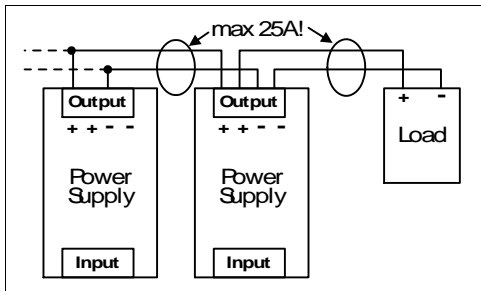 max 25A!
Output
+ + - -
Power
Supply
Input
Output
+ + - -
Power
Supply
Input
+ -
Load